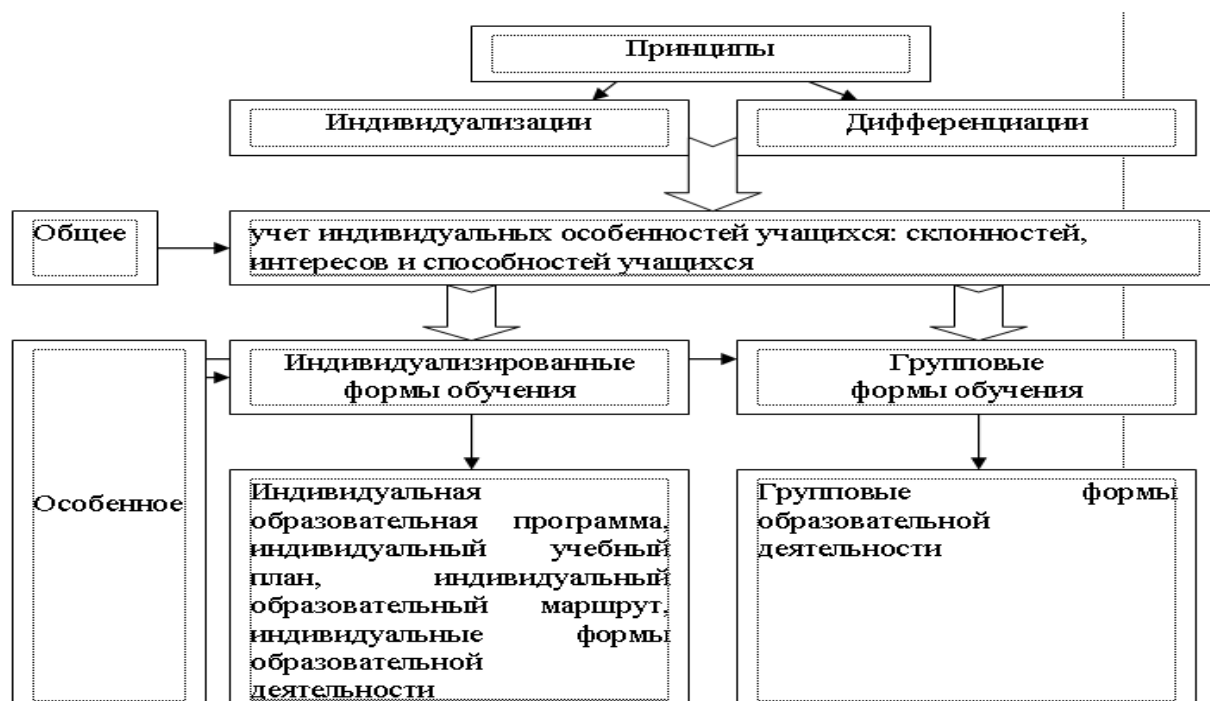 Принципы
Индивидуализации
Дифференциации
Общее
учет индивидуальных особенностей учащихся: склонностей,
интересов и способностей учащихся
Индивидуализированные
формы обучения
Групповые
формы обучения
Особенное
Индивидуальная
образовательная программа,
индивидуальный учебный
план, индивидуальный
образовательный маршрут,
индивидуальные формы
образовательной
деятельности
Групповые формы
образовательной
деятельности